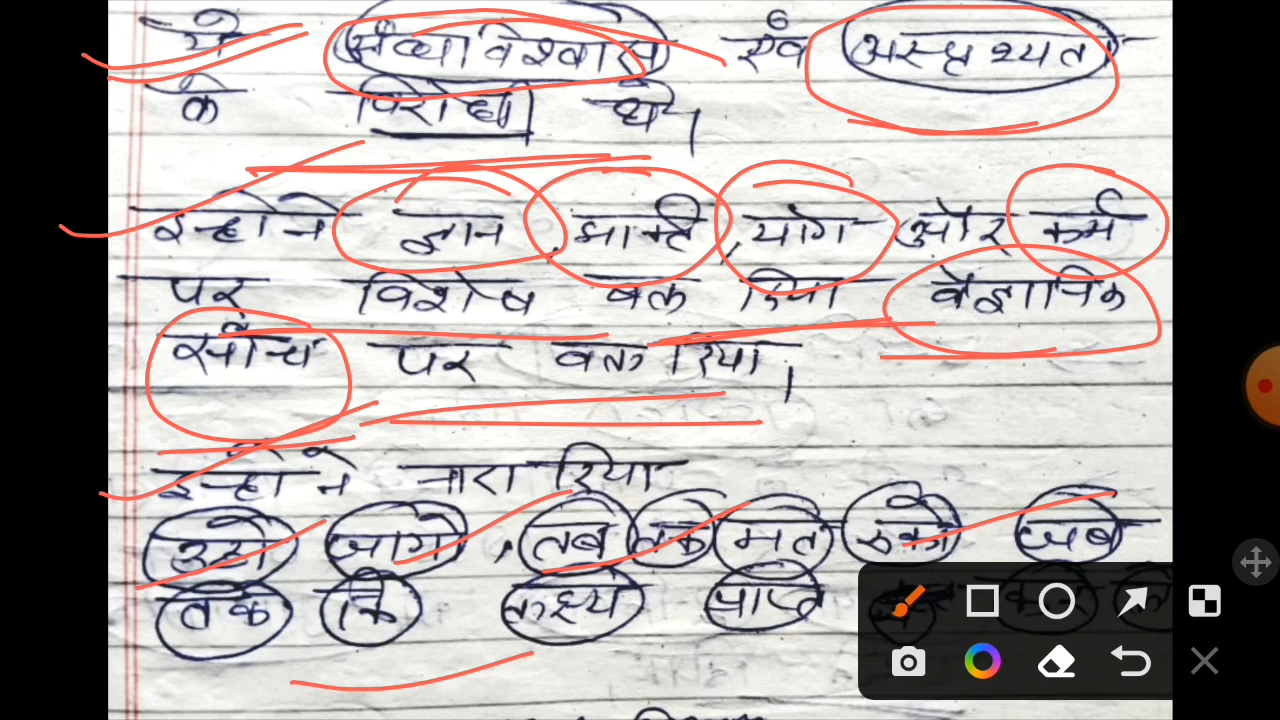 ये अंधविश्वास एवं अस्पृश्यता
के विरोधी थे।
इन्होंने ज्ञान, भक्ति, योग और कर्म
पर विशेष बल दिया वैज्ञानिक
सोच पर बल दिया।
इन्होंने नारा दिया
उठो जागो, तब तक मत रुको जब
तक कि लक्ष्य प्राप्त